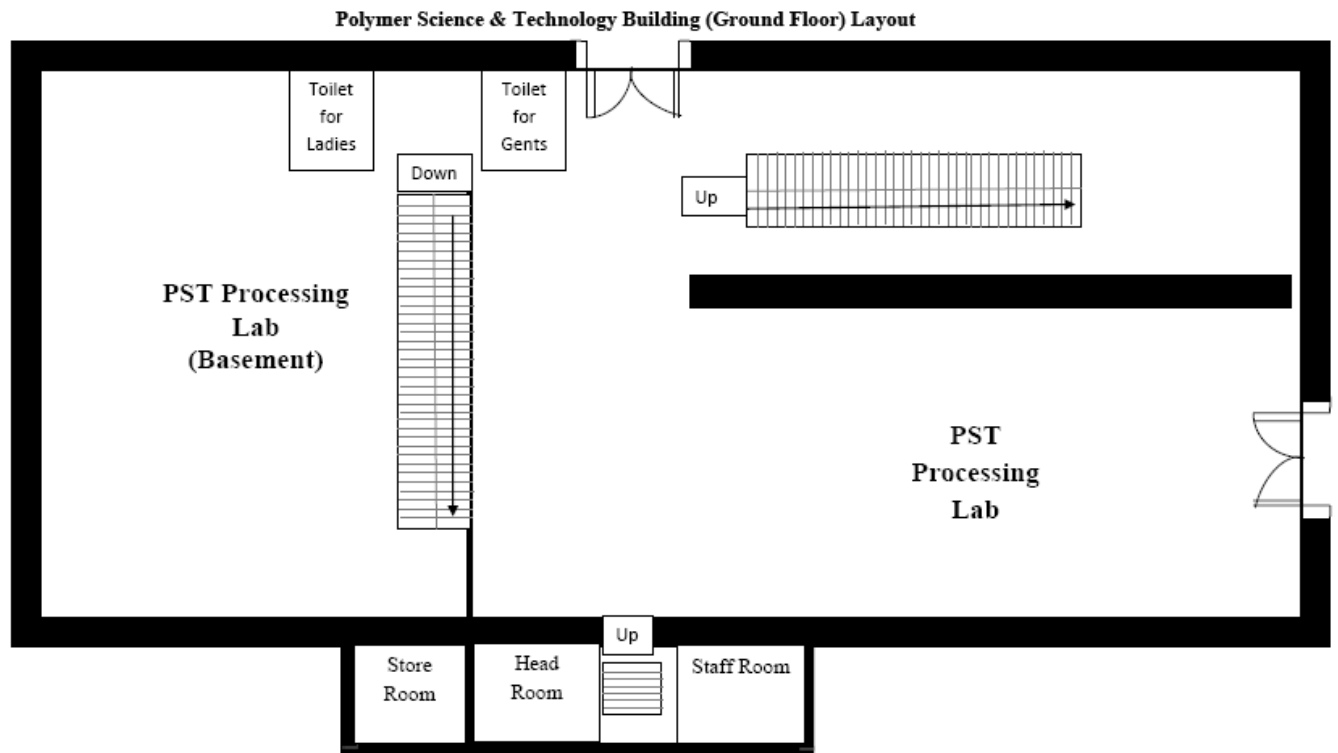 Polymer Science & Technology Building (Ground Floor) Layout
Toilet
for
Ladies
Toilet
for
Gents
Down
Up
PST Processing
Lab
(Basement)
PST
Processing
Lab
Up
Store
Room
Head
Room
Staff Room